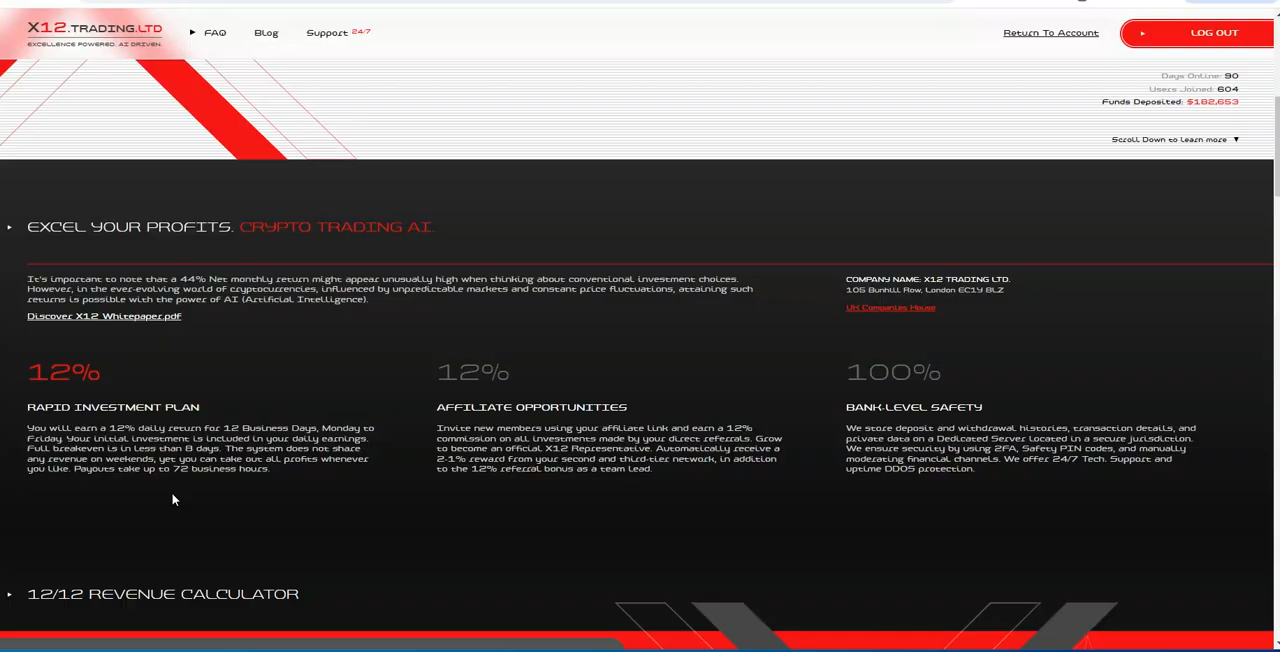 X12.TRADING.LTD
EXCELLENCE POWERED. AI DRIVEN.
FAQ
Blog
Support 24/7
Return To Account
LOG OUT
Days Online: 90
Users Joined: 604
Funds Deposited: $182,653
Scroll Down to Learn more
EXCEL YOUR PROFITS. CRYPTO TRADING AI.
It's important to note that a 44% Net monthly return might appear unusually high when thinking about conventional investment choices.
However, in the ever-evolving world of cryptocurrencies, influenced by unpredictable markets and constant price fluctuations, attaining such
returns is possible with the power of AI (Artificial Intelligence).
Discover X12 Whitepaper.pdf
COMPANY NAME: X12 TRADING LTD.
105 Bunhill Row, London EC1Y 8LZ
UK Companies House
12%
RAPID INVESTMENT PLAN
You will earn a 12% daily return for 12 Business Days, Monday to
Friday. Your initial investment is included in your daily earnings.
Full breakeven is in less than 8 days. The system does not share
any revenue on weekends, yet you can take out all profits whenever
you like. Payouts take up to 72 business hours.
12%
AFFILIATE OPPORTUNITIES
Invite new members using your affiliate link and earn a 12%
commission on all investments made by your direct referrals. Grow
to become an official X12 Representative. Automatically receive a
2-1% reward from your second and third-tier network, in addition
to the 12% referral bonus as a team lead.
100%
BANK-LEVEL SAFETY
We store deposit and withdrawal histories, transaction details, and
private data on a Dedicated Server located in a secure jurisdiction.
We ensure security by using 2FA, Safety PIN codes, and manually
moderating financial channels. We offer 24/7 Tech. Support and
uptime DDOS protection.
12/12 REVENUE CALCULATOR